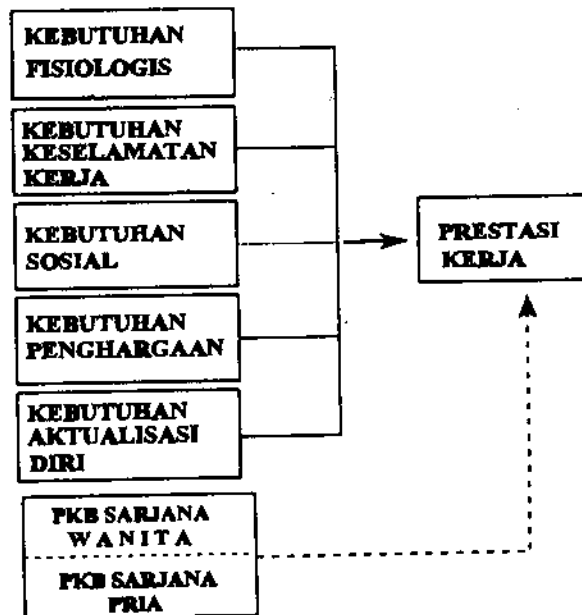 KEBUTUHAN
FISIOLOGIS
KEBUTUHAN
KESELAMATAN
KERJA
KEBUTUHAN
SOSIAL
KEBUTUHAN
PENGHARGAAN
KEBUTUHAN
AKTUALISASI
DIRI
PRESTASI
KERJA
PKB SARJANA
W A N I T A
PKB SARJANA
PRIA